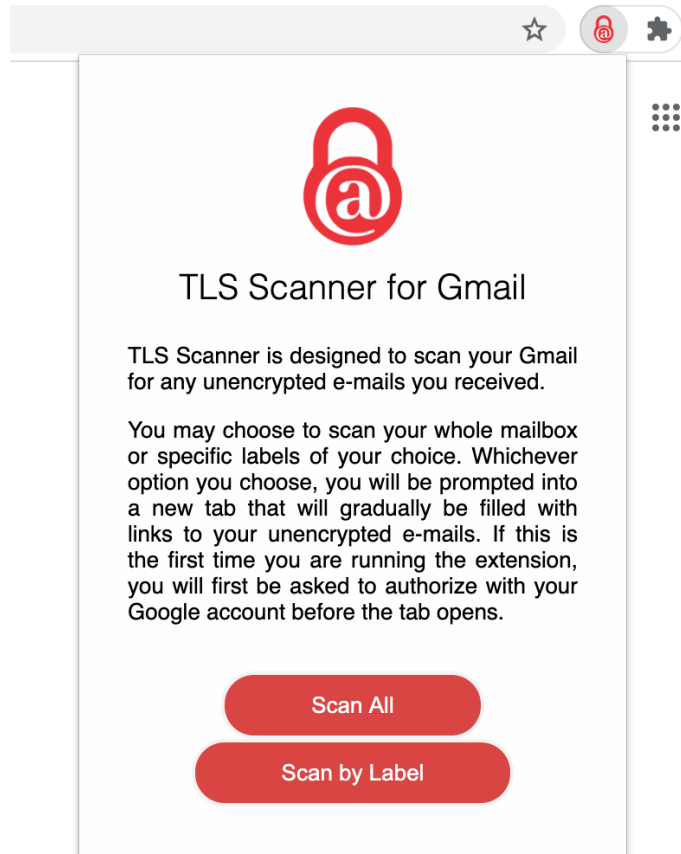 @
@
TLS Scanner for Gmail
TLS Scanner is designed to scan your Gmail
for any unencrypted e-mails you received.
You may choose to scan your whole mailbox
or specific labels of your choice. Whichever
option you choose, you will be prompted into
a new tab that will gradually be filled with
links to your unencrypted e-mails. If this is
the first time you are running the extension,
you will first be asked to authorize with your
Google account before the tab opens.
Scan All
Scan by Label